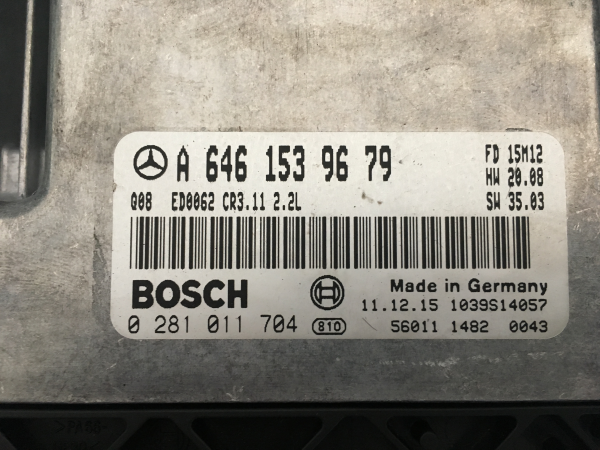 A 646 153 96 79
FD 15M12
HW 20.08
Q08 ED0062 CR3.11 2.2L
SW 35.03
BOSCH
Made in Germany
11.12.15 1039S14057
0 281 011 704 810
56011 1482 0043